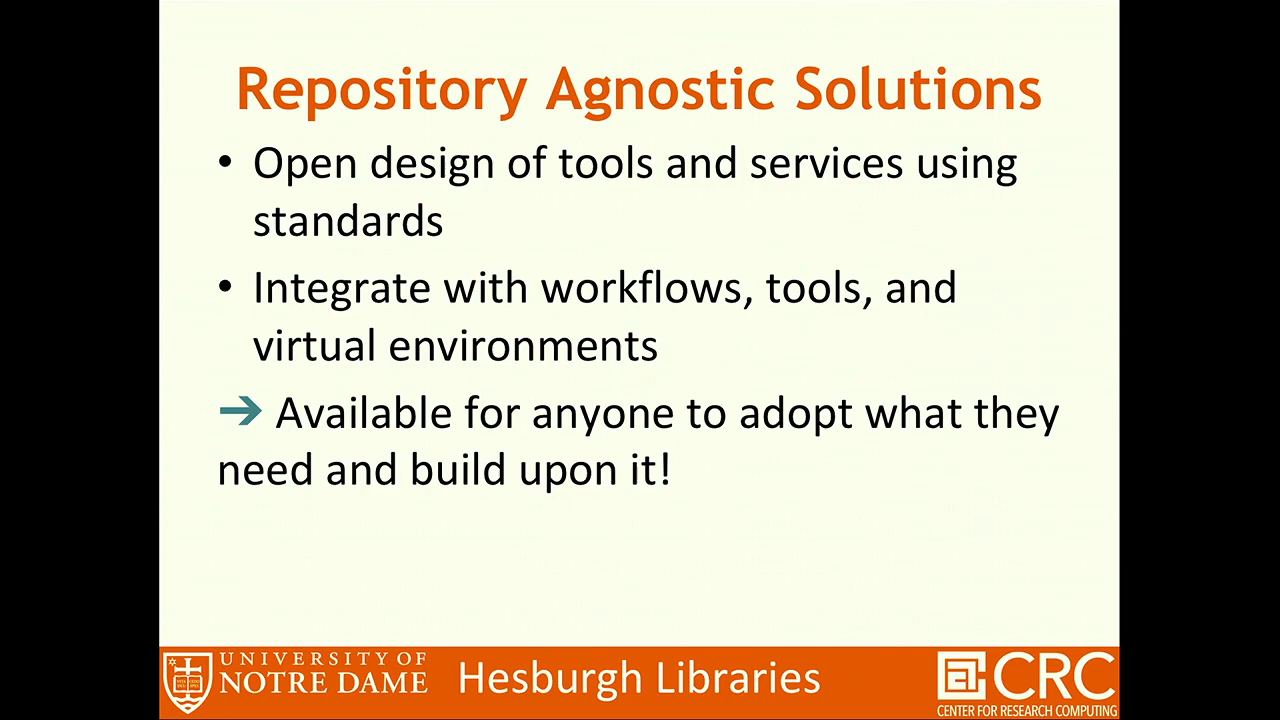 Repository Agnostic Solutions
• Open design of tools and services using
standards
• Integrate with workflows, tools, and
virtual environments
➔ Available for anyone to adopt what they
need and build upon it!
UNIVERSITY OF
NOTRE DAME
Hesburgh Libraries
CRC
CENTER FOR RESEARCH COMPUTING